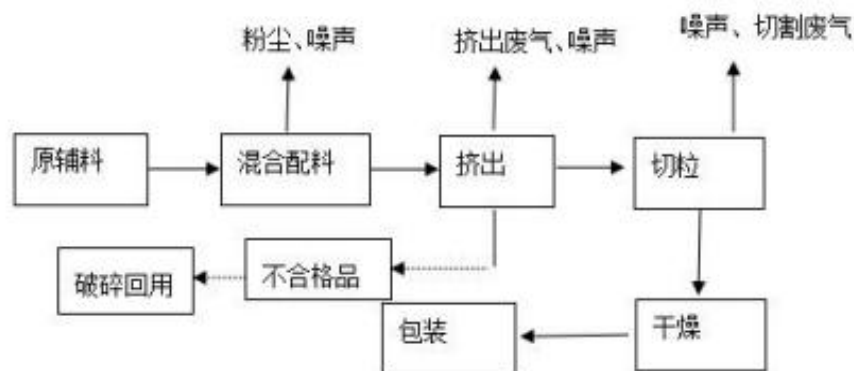 粉尘、噪声
挤出废气、噪声
噪声、切割废气
原辅料
混合配料
挤出
切粒
破碎回用
不合格品
包装
干燥